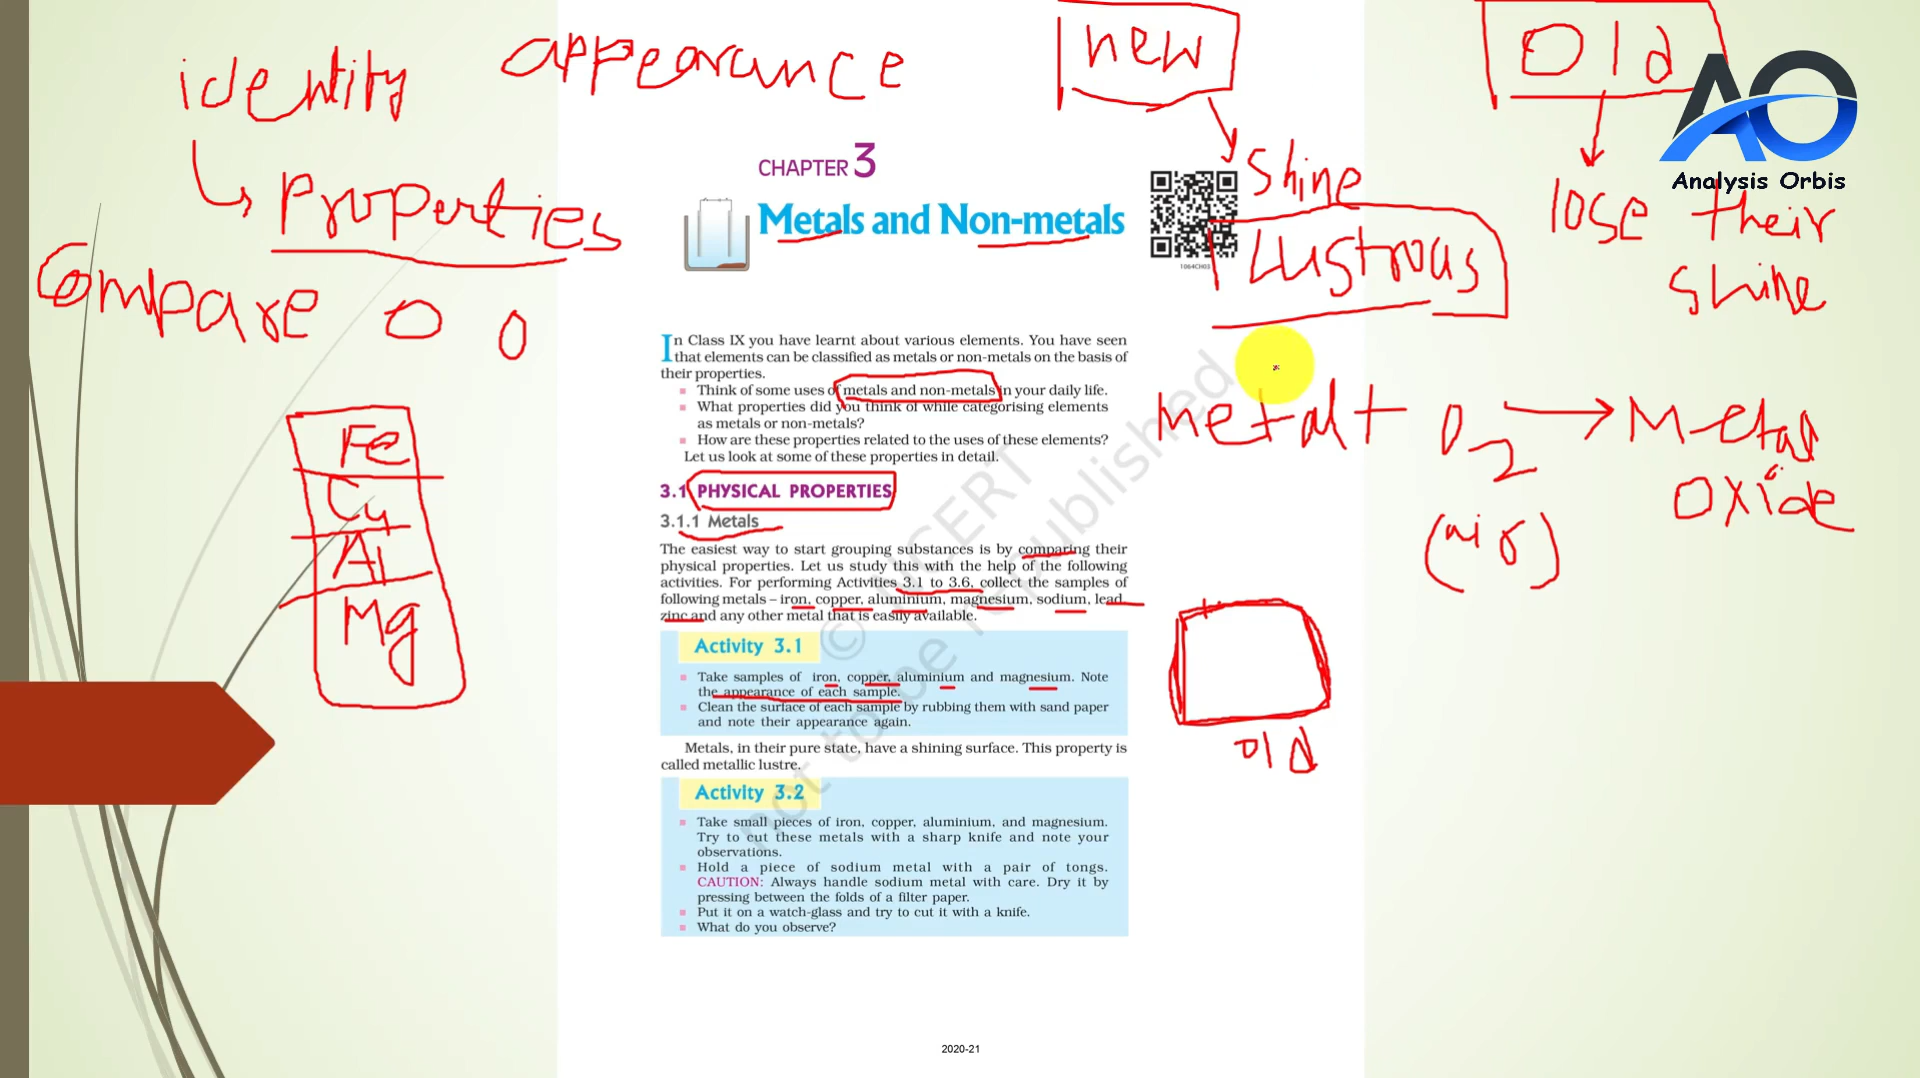 identity appearance new Old
AO
Analysis Orbis
Properties
Compare
Shine
Lustrous
lose their
shine
CHAPTER 3
Metals and Non-metals
1064CH03
In Class IX you have learnt about various elements. You have seen
that elements can be classified as metals or non-metals on the basis of
their properties.
Think of some uses of metals and non-metals in your daily life.
What properties did you think of while categorising elements
as metals or non-metals?
How are these properties related to the uses of these elements?
Let us look at some of these properties in detail.
3.1 PHYSICAL PROPERTIES
3.1.1 Metals
The easiest way to start grouping substances is by comparing their
physical properties. Let us study this with the help of the following
activities. For performing Activities 3.1 to 3.6, collect the samples of
following metals – iron, copper, aluminium, magnesium, sodium, lead,
zinc and any other metal that is easily available.
Activity 3.1
Take samples of iron, copper, aluminium and magnesium. Note
the appearance of each sample.
Clean the surface of each sample by rubbing them with sand paper
and note their appearance again.
Metals, in their pure state, have a shining surface. This property is
called metallic lustre.
Activity 3.2
Take small pieces of iron, copper, aluminium, and magnesium.
Try to cut these metals with a sharp knife and note your
observations.
Hold a piece of sodium metal with a pair of tongs.
CAUTION: Always handle sodium metal with care. Dry it by
pressing between the folds of a filter paper.
Put it on a watch-glass and try to cut it with a knife.
What do you observe?
© NCERT
not to be republished
Fe
Cu
Al
Mg
Metal + O2 → Metal
oxide
(air)
old
2020-21